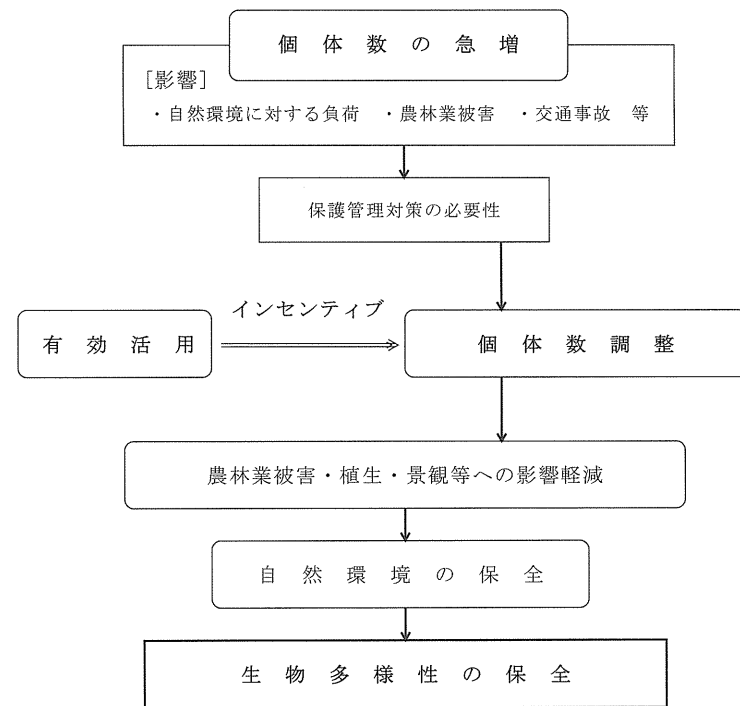 個体数の急増
[影響]
・自然環境に対する負荷 ・農林業被害 ・交通事故 等
保護管理対策の必要性
インセンティブ
有効活用
個体数調整
農林業被害・植生・景観等への影響軽減
自然環境の保全
生物多様性の保全